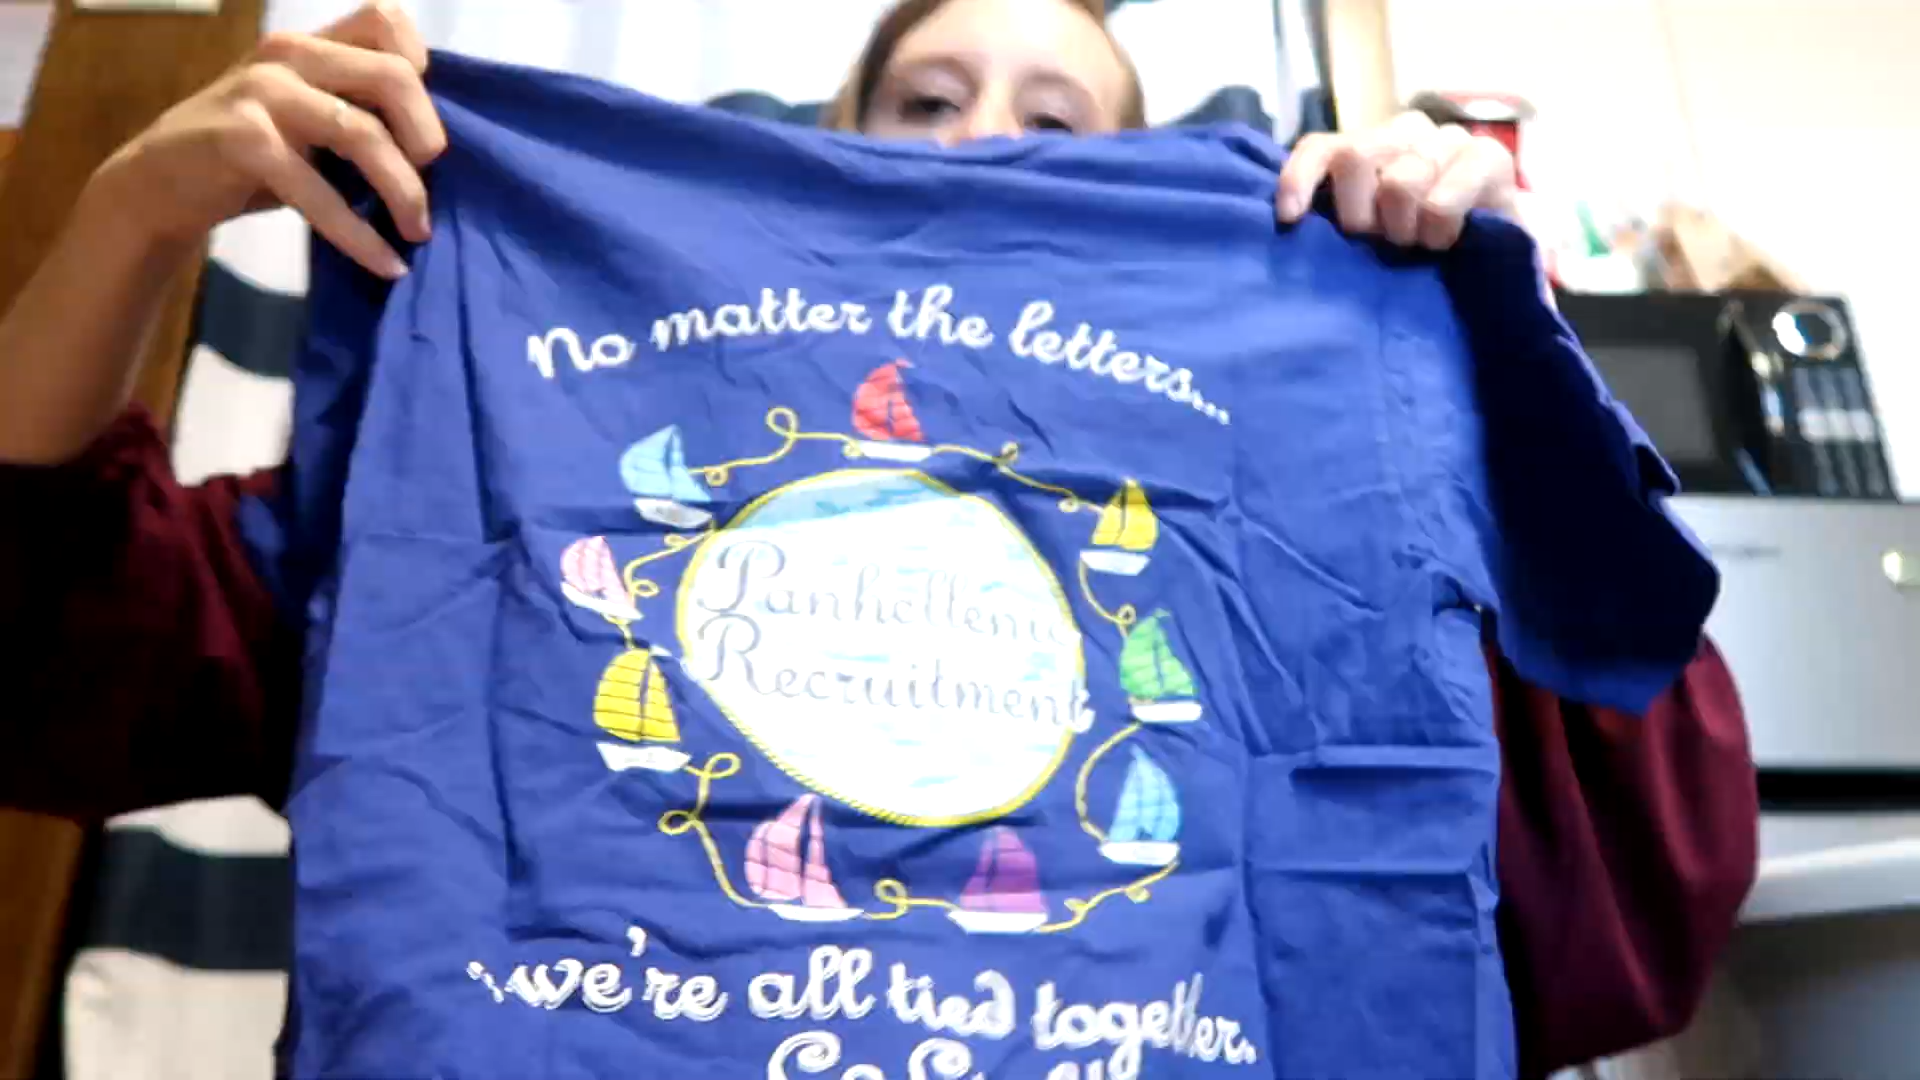 No matter the letters...
Panhellenic
Recruitment
we're all tied together.